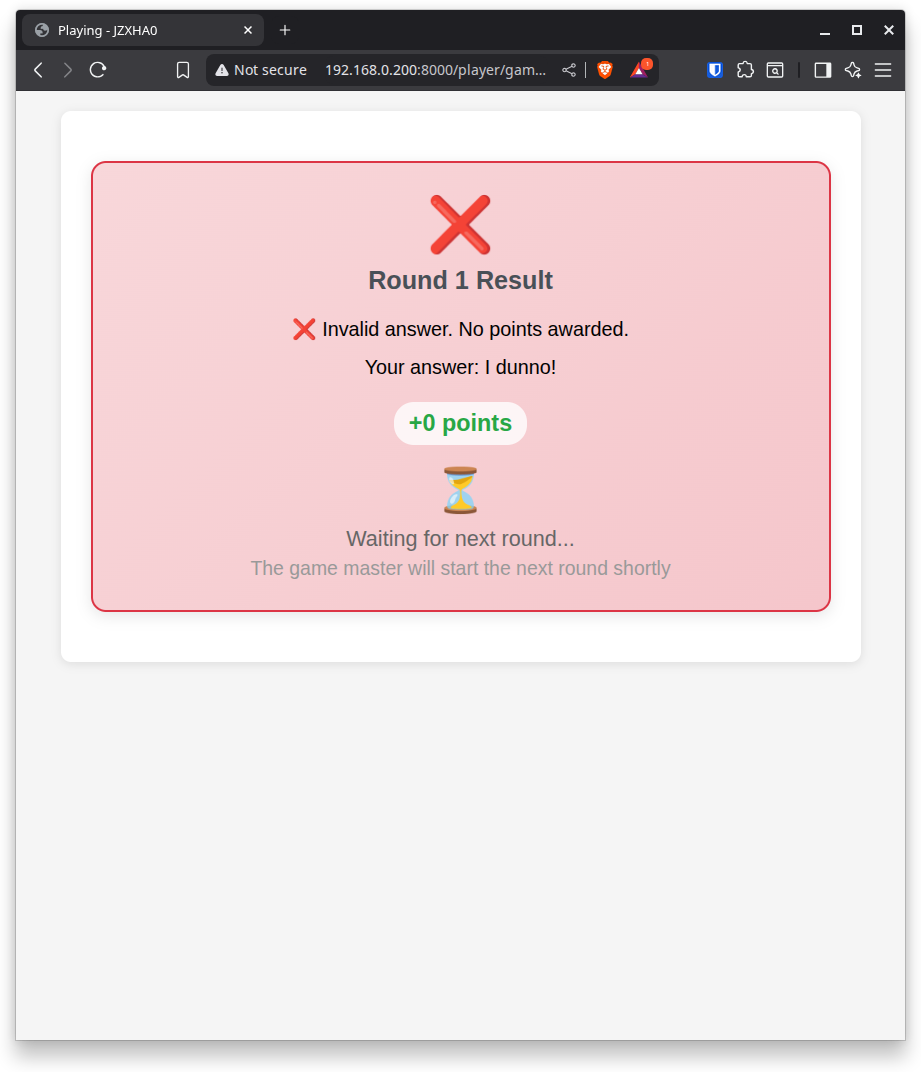 Playing - JZXHA0
Not secure 192.168.0.200:8000/player/gam...
1
Round 1 Result
❌ Invalid answer. No points awarded.
Your answer: I dunno!
+0 points
Waiting for next round...
The game master will start the next round shortly